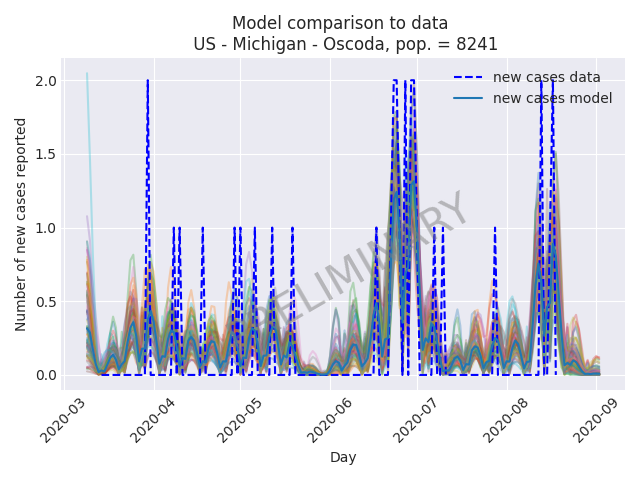 Model comparison to data
US - Michigan - Oscoda, pop. = 8241
new cases data
new cases model
2.0
1.5
1.0
0.5
0.0
Number of new cases reported
PRELIMINARY
2020-03
2020-04
2020-05
2020-06
2020-07
2020-08
2020-09
Day